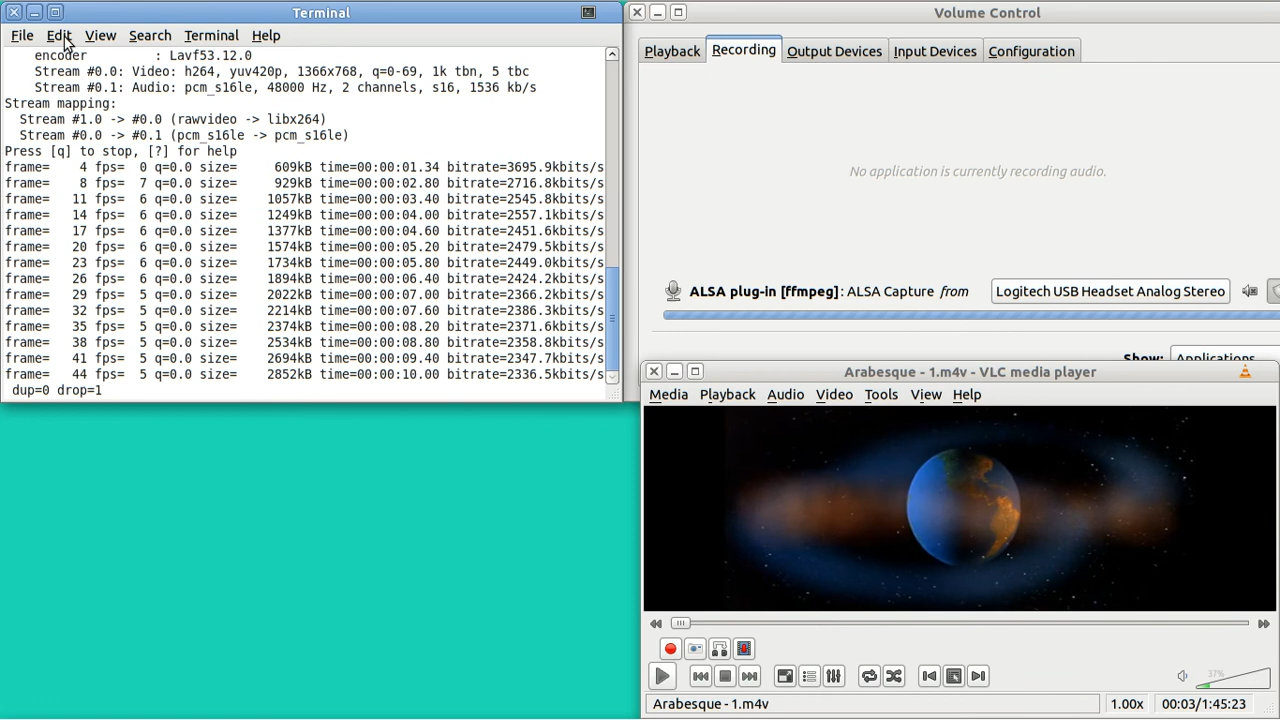 Terminal
File Edit View Search Terminal Help
encoder : Lavf53.12.0
Stream #0.0: Video: h264, yuv420p, 1366x768, q=0-69, 1k tbn, 5 tbc
Stream #0.1: Audio: pcm_s16le, 48000 Hz, 2 channels, s16, 1536 kb/s
Stream mapping:
Stream #1.0 -> #0.0 (rawvideo -> libx264)
Stream #0.0 -> #0.1 (pcm_s16le -> pcm_s16le)
Press [q] to stop, [?] for help
frame= 4 fps= 0 q=0.0 size= 609kB time=00:00:01.34 bitrate=3695.9kbits/s
frame= 8 fps= 7 q=0.0 size= 929kB time=00:00:02.80 bitrate=2716.8kbits/s
frame= 11 fps= 6 q=0.0 size= 1057kB time=00:00:03.40 bitrate=2545.8kbits/s
frame= 14 fps= 6 q=0.0 size= 1249kB time=00:00:04.00 bitrate=2557.1kbits/s
frame= 17 fps= 6 q=0.0 size= 1377kB time=00:00:04.60 bitrate=2451.6kbits/s
frame= 20 fps= 6 q=0.0 size= 1574kB time=00:00:05.20 bitrate=2479.5kbits/s
frame= 23 fps= 6 q=0.0 size= 1734kB time=00:00:05.80 bitrate=2449.0kbits/s
frame= 26 fps= 6 q=0.0 size= 1894kB time=00:00:06.40 bitrate=2424.2kbits/s
frame= 29 fps= 5 q=0.0 size= 2022kB time=00:00:07.00 bitrate=2366.2kbits/s
frame= 32 fps= 5 q=0.0 size= 2214kB time=00:00:07.60 bitrate=2386.3kbits/s
frame= 35 fps= 5 q=0.0 size= 2374kB time=00:00:08.20 bitrate=2371.6kbits/s
frame= 38 fps= 5 q=0.0 size= 2534kB time=00:00:08.80 bitrate=2358.8kbits/s
frame= 41 fps= 5 q=0.0 size= 2694kB time=00:00:09.40 bitrate=2347.7kbits/s
frame= 44 fps= 5 q=0.0 size= 2852kB time=00:00:10.00 bitrate=2336.5kbits/s
dup=0 drop=1
Volume Control
Playback Recording Output Devices Input Devices Configuration
No application is currently recording audio.
ALSA plug-in [ffmpeg]: ALSA Capture from Logitech USB Headset Analog Stereo
Show: Applications
Arabesque - 1.m4v - VLC media player
Media Playback Audio Video Tools View Help
37%
Arabesque - 1.m4v 1.00x 00:03/1:45:23